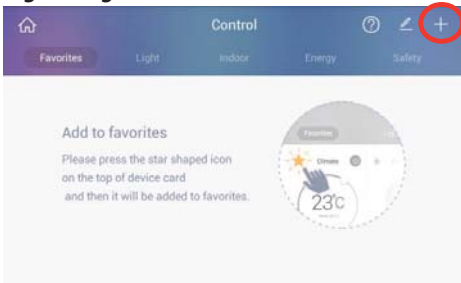 Control
Favorites Light Indoor Energy Safety
Add to favorites
Please press the star shaped icon
on the top of device card
and then it will be added to favorites.
Favorites
Climate
23°C